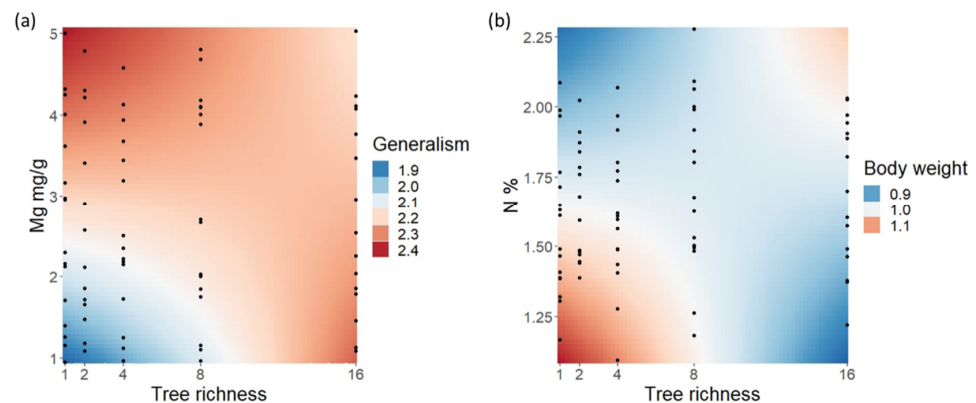 (a)
5
4
3
2
1
Mg mg/g
1 2 4 8 16
Tree richness
Generalism
1.9
2.0
2.1
2.2
2.3
2.4
(b)
2.25
2.00
1.75
1.50
1.25
N %
1 2 4 8 16
Tree richness
Body weight
0.9
1.0
1.1